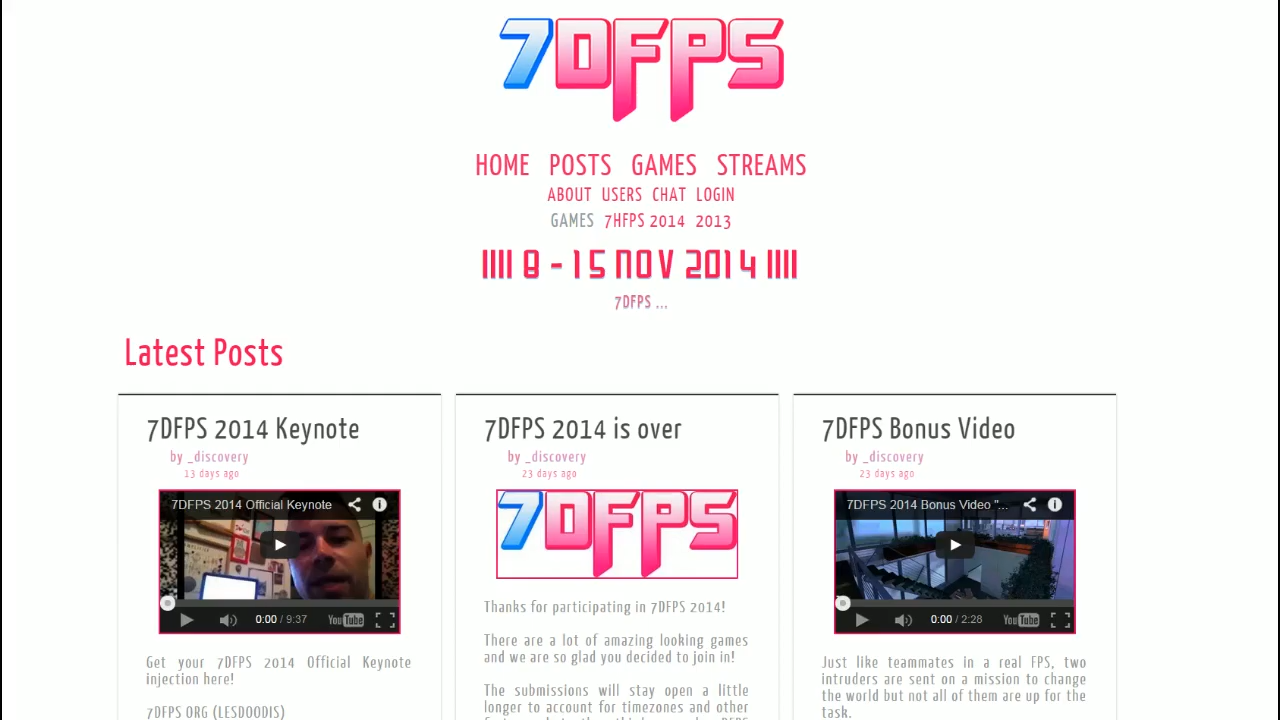 7DFPS
HOME POSTS GAMES STREAMS
ABOUT USERS CHAT LOGIN
GAMES 7HFPS 2014 2013
8 - 15 NOV 2014
7DFPS ...
Latest Posts
7DFPS 2014 Keynote
by _discovery
13 days ago
7DFPS 2014 Official Keynote
0:00 / 9:37 YouTube
Get your 7DFPS 2014 Official Keynote
injection here!
7DFPS ORG (LESDOODIS)
7DFPS 2014 is over
by _discovery
23 days ago
7DFPS
Thanks for participating in 7DFPS 2014!
There are a lot of amazing looking games
and we are so glad you decided to join in!
The submissions will stay open a little
longer to account for timezones and other
7DFPS Bonus Video
by _discovery
23 days ago
7DFPS 2014 Bonus Video "...
0:00 / 2:28 YouTube
Just like teammates in a real FPS, two
intruders are sent on a mission to change
the world but not all of them are up for the
task.